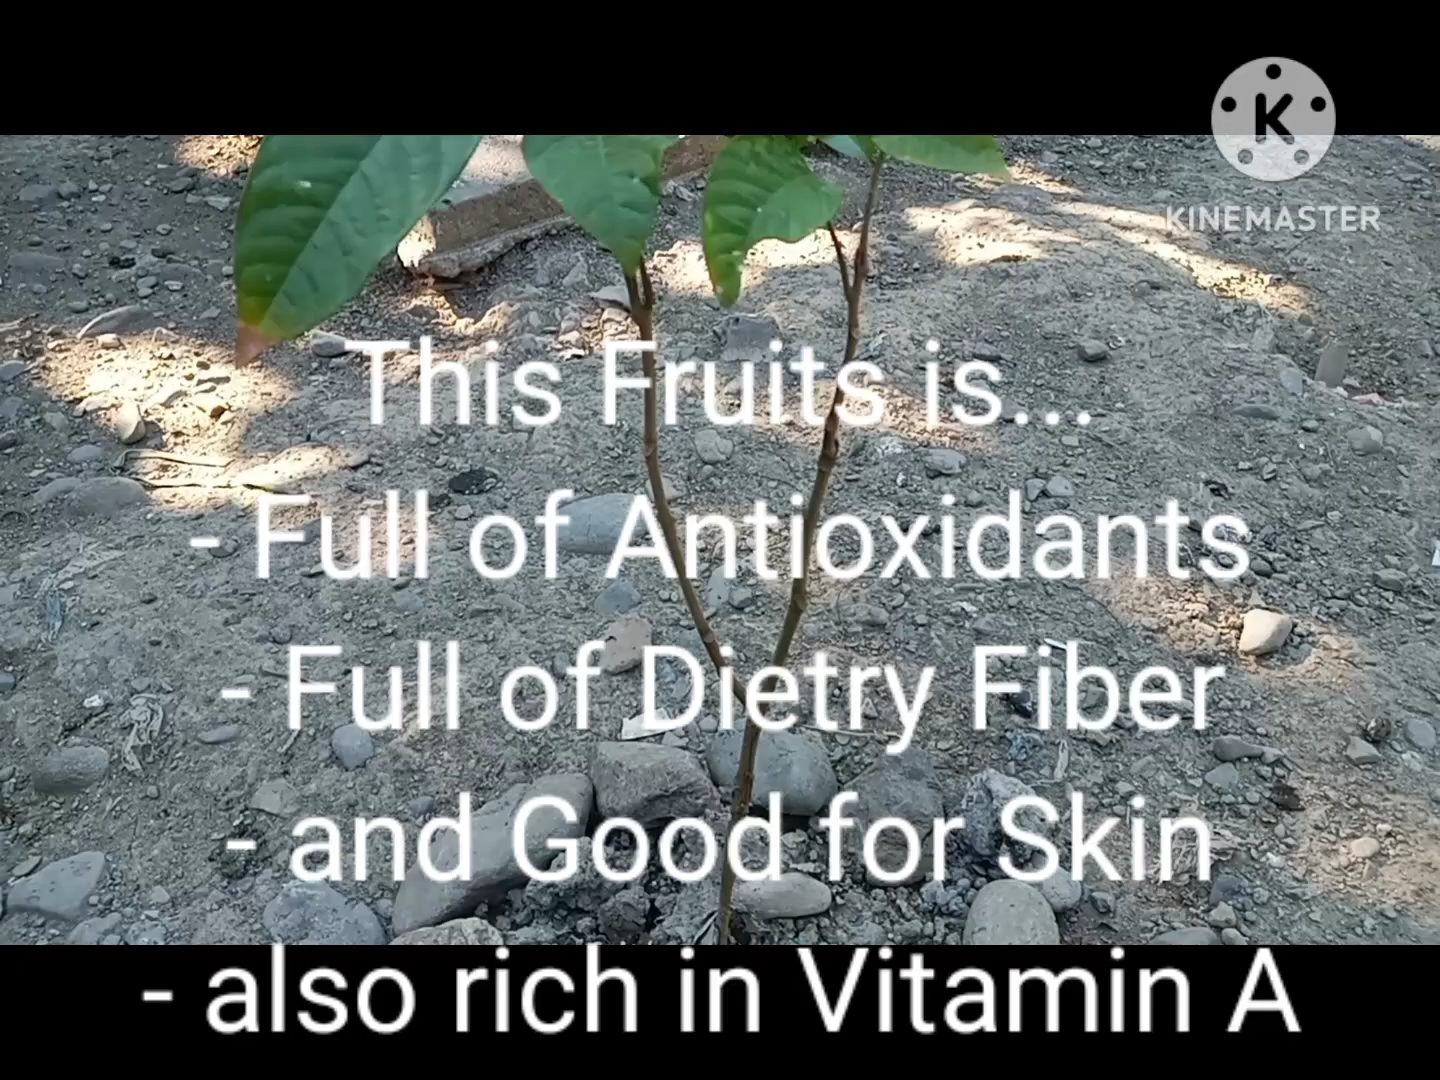 K
KINEMASTER
This Fruits is...
- Full of Antioxidants
- Full of Dietry Fiber
- and Good for Skin
- also rich in Vitamin A